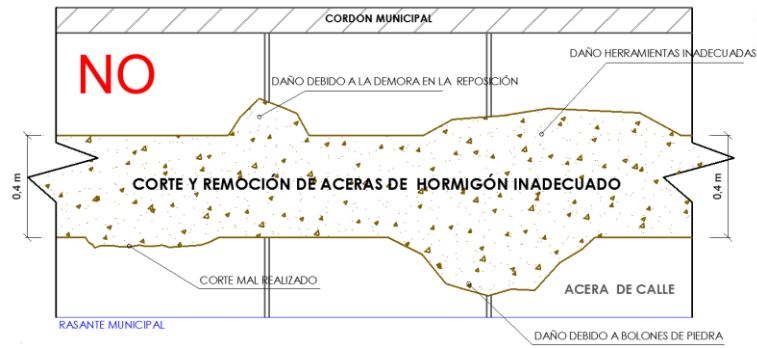 CORDÓN MUNICIPAL
NO
DAÑO HERRAMIENTAS INADECUADAS
DAÑO DEBIDO A LA DEMORA EN LA REPOSICIÓN
0,4 m
CORTE Y REMOCIÓN DE ACERAS DE HORMIGÓN INADECUADO
0,4 m
CORTE MAL REALIZADO
ACERA DE CALLE
RASANTE MUNICIPAL
DAÑO DEBIDO A BOLONES DE PIEDRA